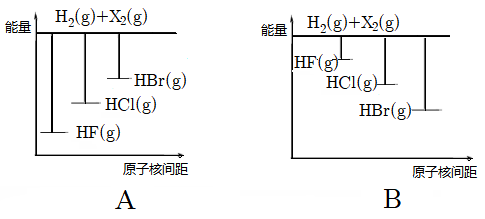 能量
H₂(g)+X₂(g)
HBr(g)
HCl(g)
HF(g)
原子核间距
A
能量
H₂(g)+X₂(g)
HF(g)
HCl(g)
HBr(g)
原子核间距
B